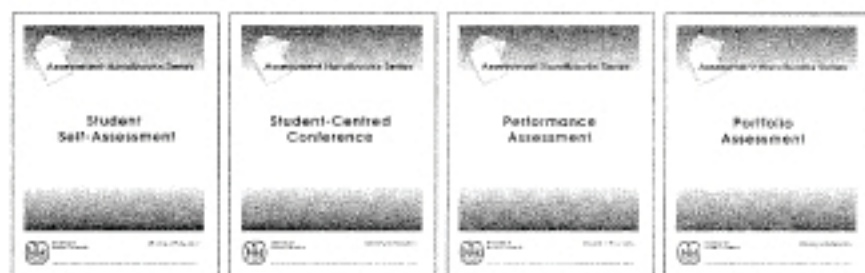 Assessment Handbooks Series
Student
Self-Assessment
Assessment Handbooks Series
Student-Centred
Conference
Assessment Handbooks Series
Performance
Assessment
Assessment Handbooks Series
Portfolio
Assessment